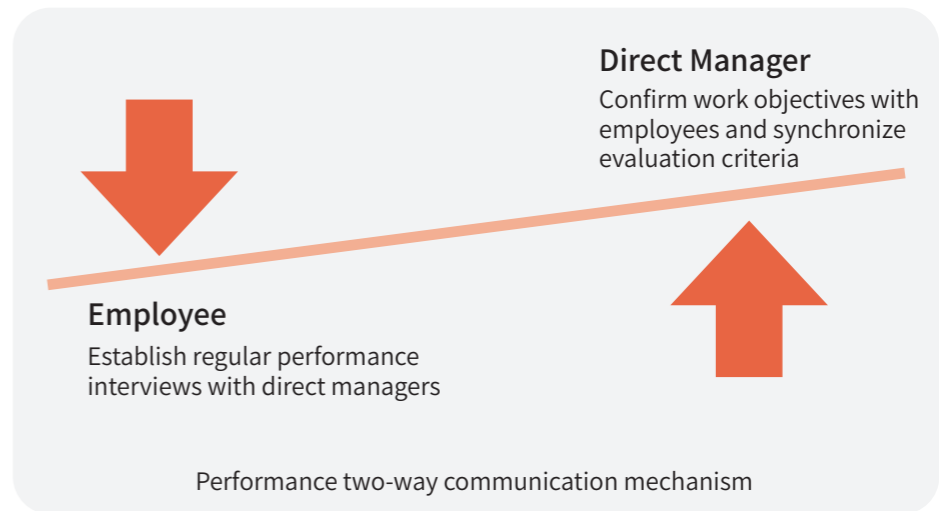 Direct Manager
Confirm work objectives with
employees and synchronize
evaluation criteria
Employee
Establish regular performance
interviews with direct managers
Performance two-way communication mechanism